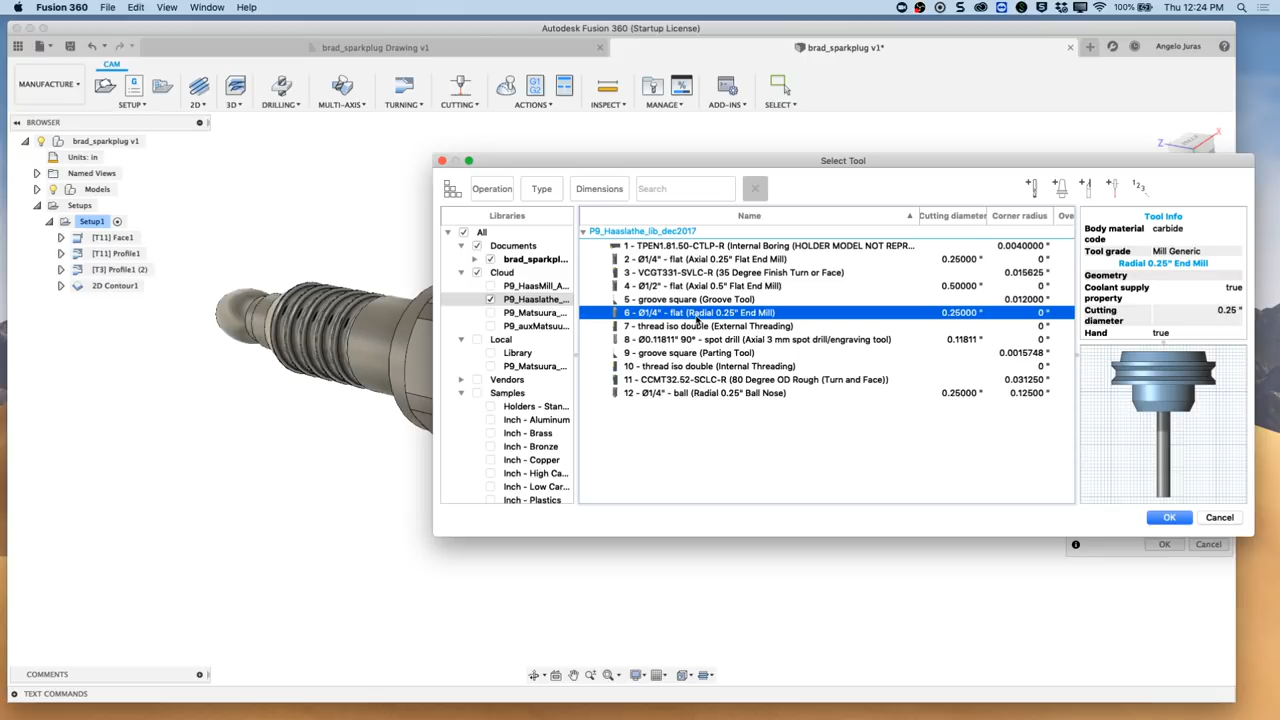 Fusion 360 File Edit View Window Help 100% Thu 12:24 PM
Autodesk Fusion 360 (Startup License)
brad_sparkplug Drawing v1 brad_sparkplug v1* Angelo Juras
CAM
MANUFACTURE
SETUP 2D 3D DRILLING MULTI-AXIS TURNING CUTTING ACTIONS INSPECT MANAGE ADD-INS SELECT
BROWSER
brad_sparkplug v1
Units: in
Named Views
Models
Setups
Setup1
[T11] Face1
[T11] Profile1
[T3] Profile1 (2)
2D Contour1
Z X
Select Tool
Operation Type Dimensions Search
1 2 3
Libraries
All
Documents
brad_sparkpl...
Cloud
P9_HaasMill_A...
P9_Haaslathe_...
P9_Matsuura_...
P9_auxMatsuu...
Local
Library
P9_Matsuura_...
Vendors
Samples
Holders - Stan...
Inch - Aluminum
Inch - Brass
Inch - Bronze
Inch - Copper
Inch - High Ca...
Inch - Low Car...
Inch - Plastics
Name Cutting diameter Corner radius Ove
P9_Haaslathe_lib_dec2017
1 - TPEN1.81.50-CTLP-R (Internal Boring (HOLDER MODEL NOT REPR... 0.0040000 "
2 - Ø1/4" - flat (Axial 0.25" Flat End Mill) 0.25000 " 0 "
3 - VCGT331-SVLC-R (35 Degree Finish Turn or Face) 0.015625 "
4 - Ø1/2" - flat (Axial 0.5" Flat End Mill) 0.50000 " 0 "
5 - groove square (Groove Tool) 0.012000 "
6 - Ø1/4" - flat (Radial 0.25" End Mill) 0.25000 " 0 "
7 - thread iso double (External Threading) 0 "
8 - Ø0.11811" 90° - spot drill (Axial 3 mm spot drill/engraving tool) 0.11811 " 0 "
9 - groove square (Parting Tool) 0.0015748 "
10 - thread iso double (Internal Threading) 0 "
11 - CCMT32.52-SCLC-R (80 Degree OD Rough (Turn and Face)) 0.031250 "
12 - Ø1/4" - ball (Radial 0.25" Ball Nose) 0.25000 " 0.12500 "
Tool Info
Body material code carbide
Tool grade Mill Generic
Radial 0.25" End Mill
Geometry
Coolant supply property true
Cutting diameter 0.25 "
Hand true
OK Cancel
OK Cancel
COMMENTS
TEXT COMMANDS